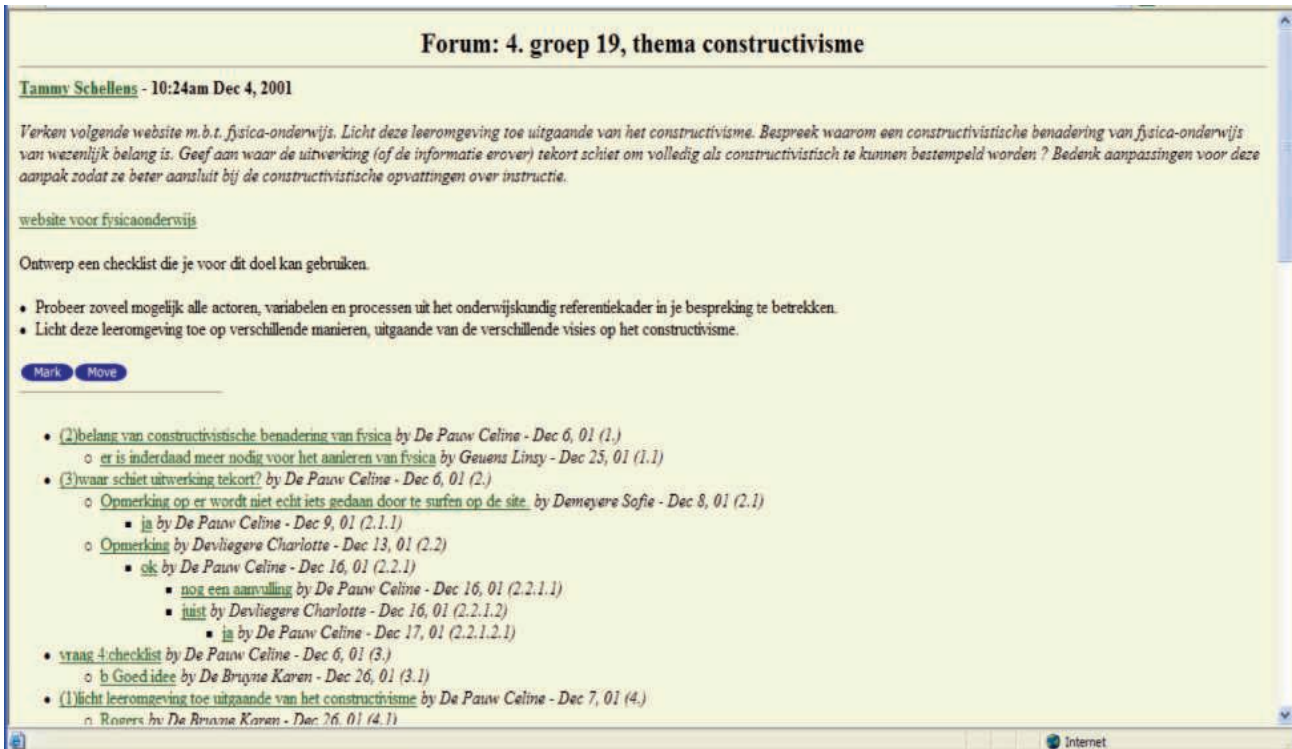 Forum: 4. groep 19, thema constructivisme
Tammy Schellens - 10:24am Dec 4, 2001
Verken volgende website m.b.t. fysica-onderwijs. Licht deze leeromgeving toe uitgaande van het constructivisme. Bespreek waarom een constructivistische benadering van fysica-onderwijs
van wezenlijk belang is. Geef aan waar de uitwerking (of de informatie erover) tekort schiet om volledig als constructivistisch te kunnen bestempeld worden ? Bedenk aanpassingen voor deze
aanpak zodat ze beter aansluit bij de constructivistische opvattingen over instructie.
website voor fysicaonderwijs
Ontwerp een checklist die je voor dit doel kan gebruiken.
• Probeer zoveel mogelijk alle actoren, variabelen en processen uit het onderwijskundig referentiekader in je bespreking te betrekken.
• Licht deze leeromgeving toe op verschillende manieren, uitgaande van de verschillende visies op het constructivisme.
Mark Move
• (2)belang van constructivistische benadering van fysica by De Pauw Celine - Dec 6, 01 (1.)
○ er is inderdaad meer nodig voor het aanleren van fysica by Geuens Linsy - Dec 25, 01 (1.1)
• (3)waar schiet uitwerking tekort? by De Pauw Celine - Dec 6, 01 (2.)
○ Opmerking op er wordt niet echt iets gedaan door te surfen op de site. by Demeyere Sofie - Dec 8, 01 (2.1)
▪ ja by De Pauw Celine - Dec 9, 01 (2.1.1)
○ Opmerking by Devliegere Charlotte - Dec 13, 01 (2.2)
▪ ok by De Pauw Celine - Dec 16, 01 (2.2.1)
▪ nog een aanvulling by De Pauw Celine - Dec 16, 01 (2.2.1.1)
▪ juist by Devliegere Charlotte - Dec 16, 01 (2.2.1.2)
▪ ja by De Pauw Celine - Dec 17, 01 (2.2.1.2.1)
• vraag 4:checklist by De Pauw Celine - Dec 6, 01 (3.)
○ b Goed idee by De Bruyne Karen - Dec 26, 01 (3.1)
• (1)licht leeromgeving toe uitgaande van het constructivisme by De Pauw Celine - Dec 7, 01 (4.)
○ Rogers by De Bruyne Karen - Dec 26, 01 (4.1)
Internet